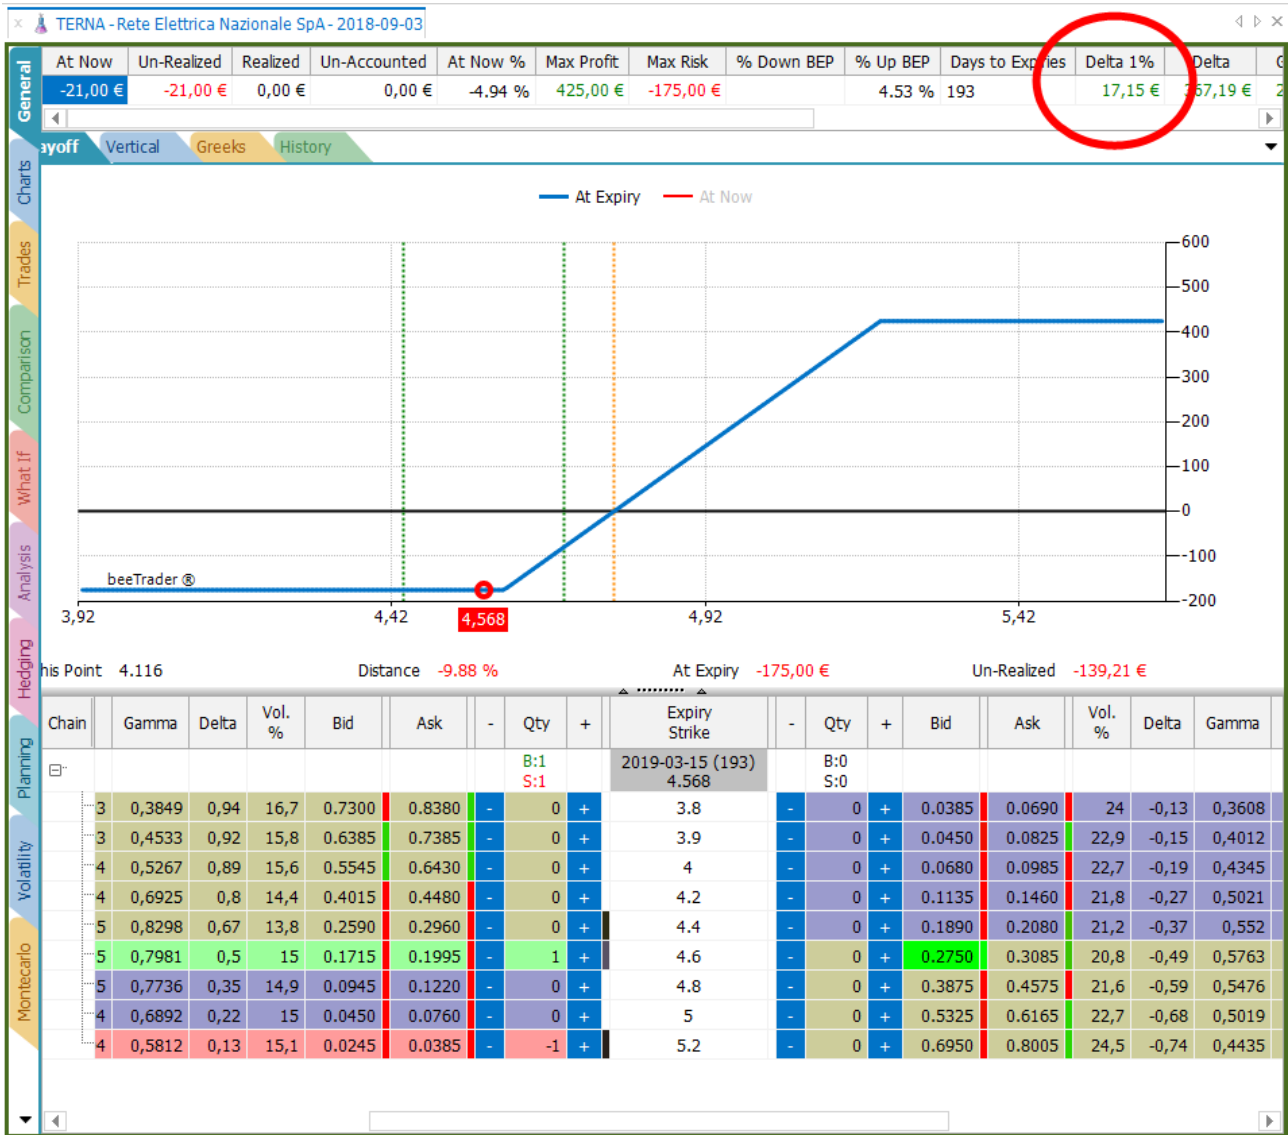 TERNA - Rete Elettrica Nazionale SpA - 2018-09-03
At Now Un-Realized Realized Un-Accounted At Now % Max Profit Max Risk % Down BEP % Up BEP Days to Expiries Delta 1% Delta
-21,00 € -21,00 € 0,00 € 0,00 € -4.94 % 425,00 € -175,00 € 4.53 % 193 17,15 € 367,19 € 2
General
Charts
Trades
Comparison
What If
Analysis
Hedging
Planning
Volatility
Montecarlo
ayoff Vertical Greeks History
At Expiry At Now
600
500
400
300
200
100
0
-100
-200
beeTrader ®
3,92 4,42 4,568 4,92 5,42
his Point 4.116 Distance -9.88 % At Expiry -175,00 € Un-Realized -139,21 €
Chain Gamma Delta Vol. % Bid Ask - Qty + Expiry Strike - Qty + Bid Ask Vol. % Delta Gamma
B:1 2019-03-15 (193) B:0
S:1 4.568 S:0
3 0,3849 0,94 16,7 0.7300 0.8380 - 0 + 3.8 - 0 + 0.0385 0.0690 24 -0,13 0,3608
3 0,4533 0,92 15,8 0.6385 0.7385 - 0 + 3.9 - 0 + 0.0450 0.0825 22,9 -0,15 0,4012
4 0,5267 0,89 15,6 0.5545 0.6430 - 0 + 4 - 0 + 0.0680 0.0985 22,7 -0,19 0,4345
4 0,6925 0,8 14,4 0.4015 0.4480 - 0 + 4.2 - 0 + 0.1135 0.1460 21,8 -0,27 0,5021
5 0,8298 0,67 13,8 0.2590 0.2960 - 0 + 4.4 - 0 + 0.1890 0.2080 21,2 -0,37 0,552
5 0,7981 0,5 15 0.1715 0.1995 - 1 + 4.6 - 0 + 0.2750 0.3085 20,8 -0,49 0,5763
5 0,7736 0,35 14,9 0.0945 0.1220 - 0 + 4.8 - 0 + 0.3875 0.4575 21,6 -0,59 0,5476
4 0,6892 0,22 15 0.0450 0.0760 - 0 + 5 - 0 + 0.5325 0.6165 22,7 -0,68 0,5019
4 0,5812 0,13 15,1 0.0245 0.0385 - -1 + 5.2 - 0 + 0.6950 0.8005 24,5 -0,74 0,4435